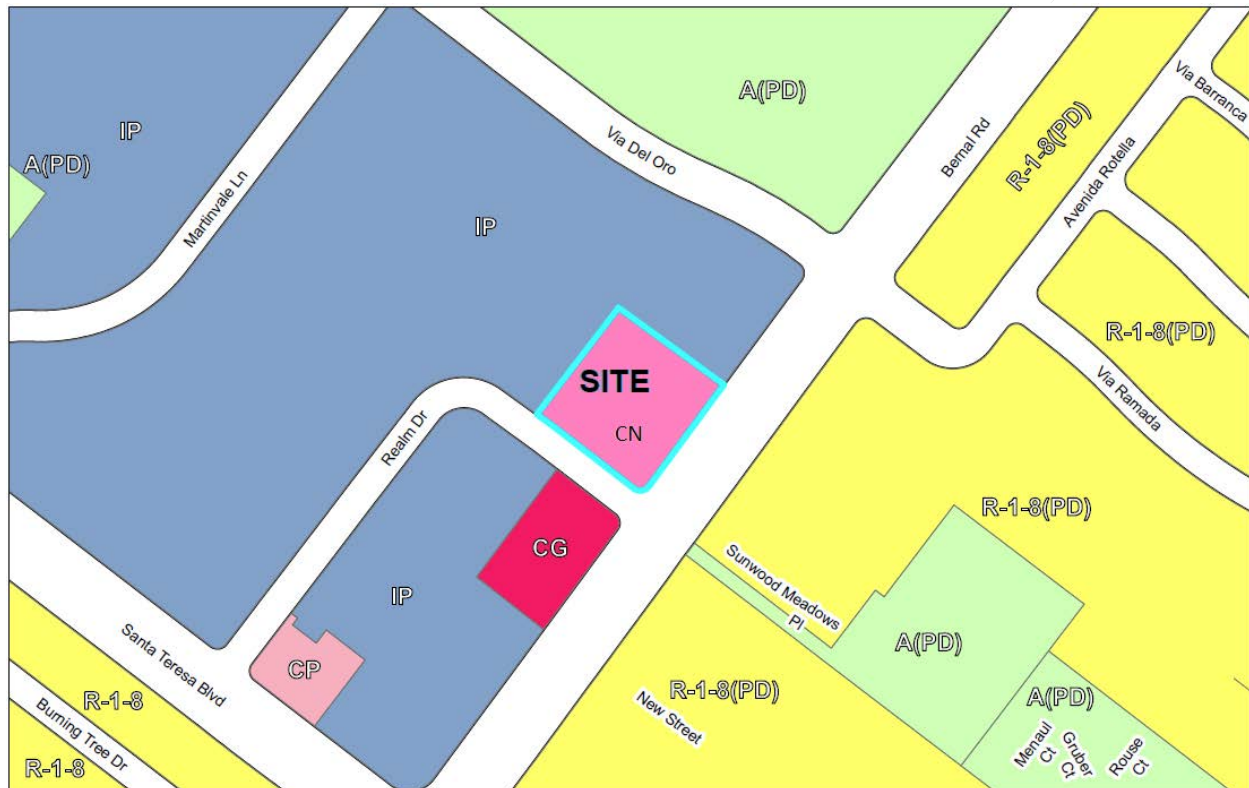 A(PD)
Via Barranca
IP
Via Del Oro
Bernal Rd
R-1-8(PD)
A(PD)
Avenida Rotella
Martinvale Ln
IP
R-1-8(PD)
SITE
CN
Realm Dr
Via Ramada
R-1-8(PD)
CG
Sunwood Meadows
Pl
IP
A(PD)
Santa Teresa Blvd
CP
R-1-8(PD)
A(PD)
R-1-8
New Street
Burning Tree Dr
Menaul
Ct
Gruber
Ct
Rouse
Ct
R-1-8